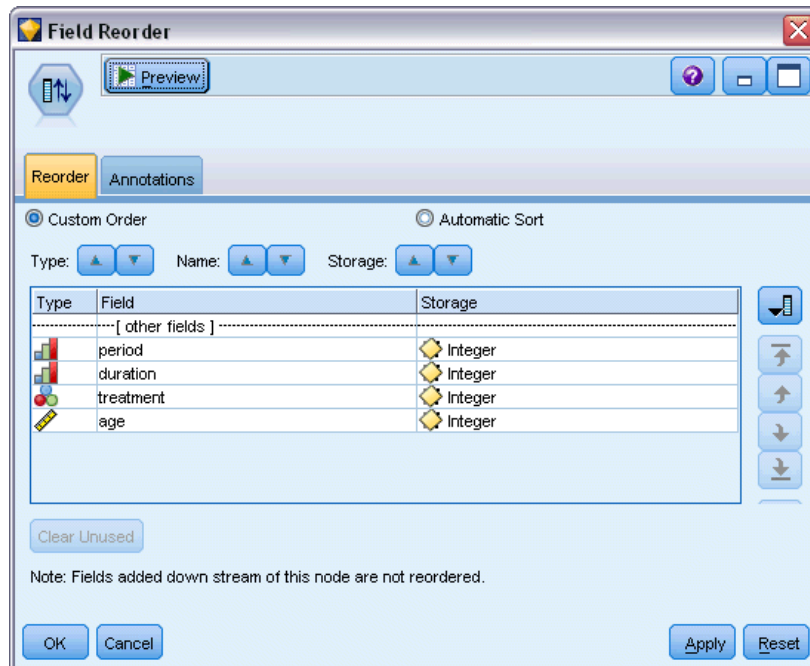 Field Reorder
Preview
Reorder Annotations
Custom Order Automatic Sort
Type: Name: Storage:
Type Field Storage
[ other fields ]
period Integer
duration Integer
treatment Integer
age Integer
Clear Unused
Note: Fields added down stream of this node are not reordered.
OK Cancel Apply Reset